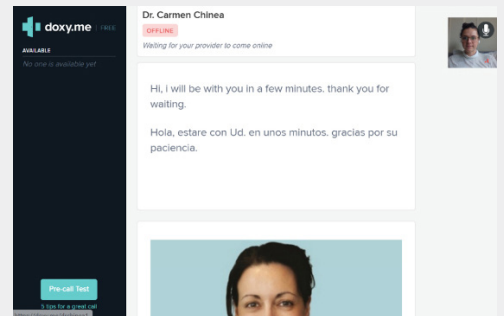 doxy.me | FREE
AVAILABLE
No one is available yet
Dr. Carmen Chinea
OFFLINE
Waiting for your provider to come online
Hi, i will be with you in a few minutes. thank you for
waiting.
Hola, estare con Ud. en unos minutos. gracias por su
paciencia.
Pre-call Test
5 tips for a great call